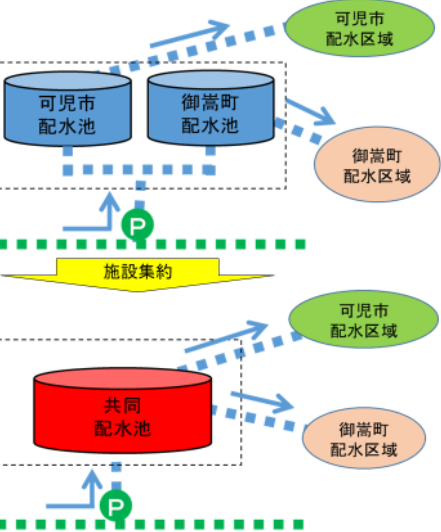 可児市
配水区域
可児市
配水池
御嵩町
配水池
御嵩町
配水区域
P
施設集約
可児市
配水区域
共同
配水池
御嵩町
配水区域
P